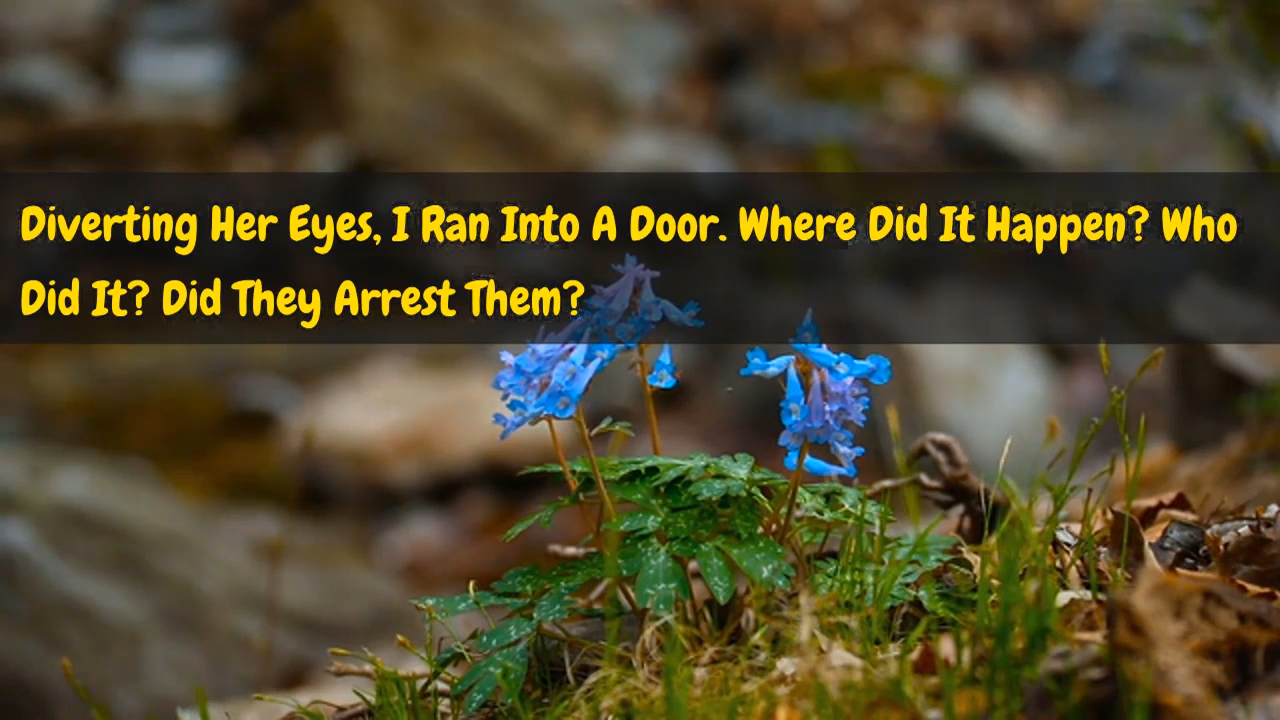 Diverting Her Eyes, I Ran Into A Door. Where Did It Happen? Who
Did It? Did They Arrest Them?